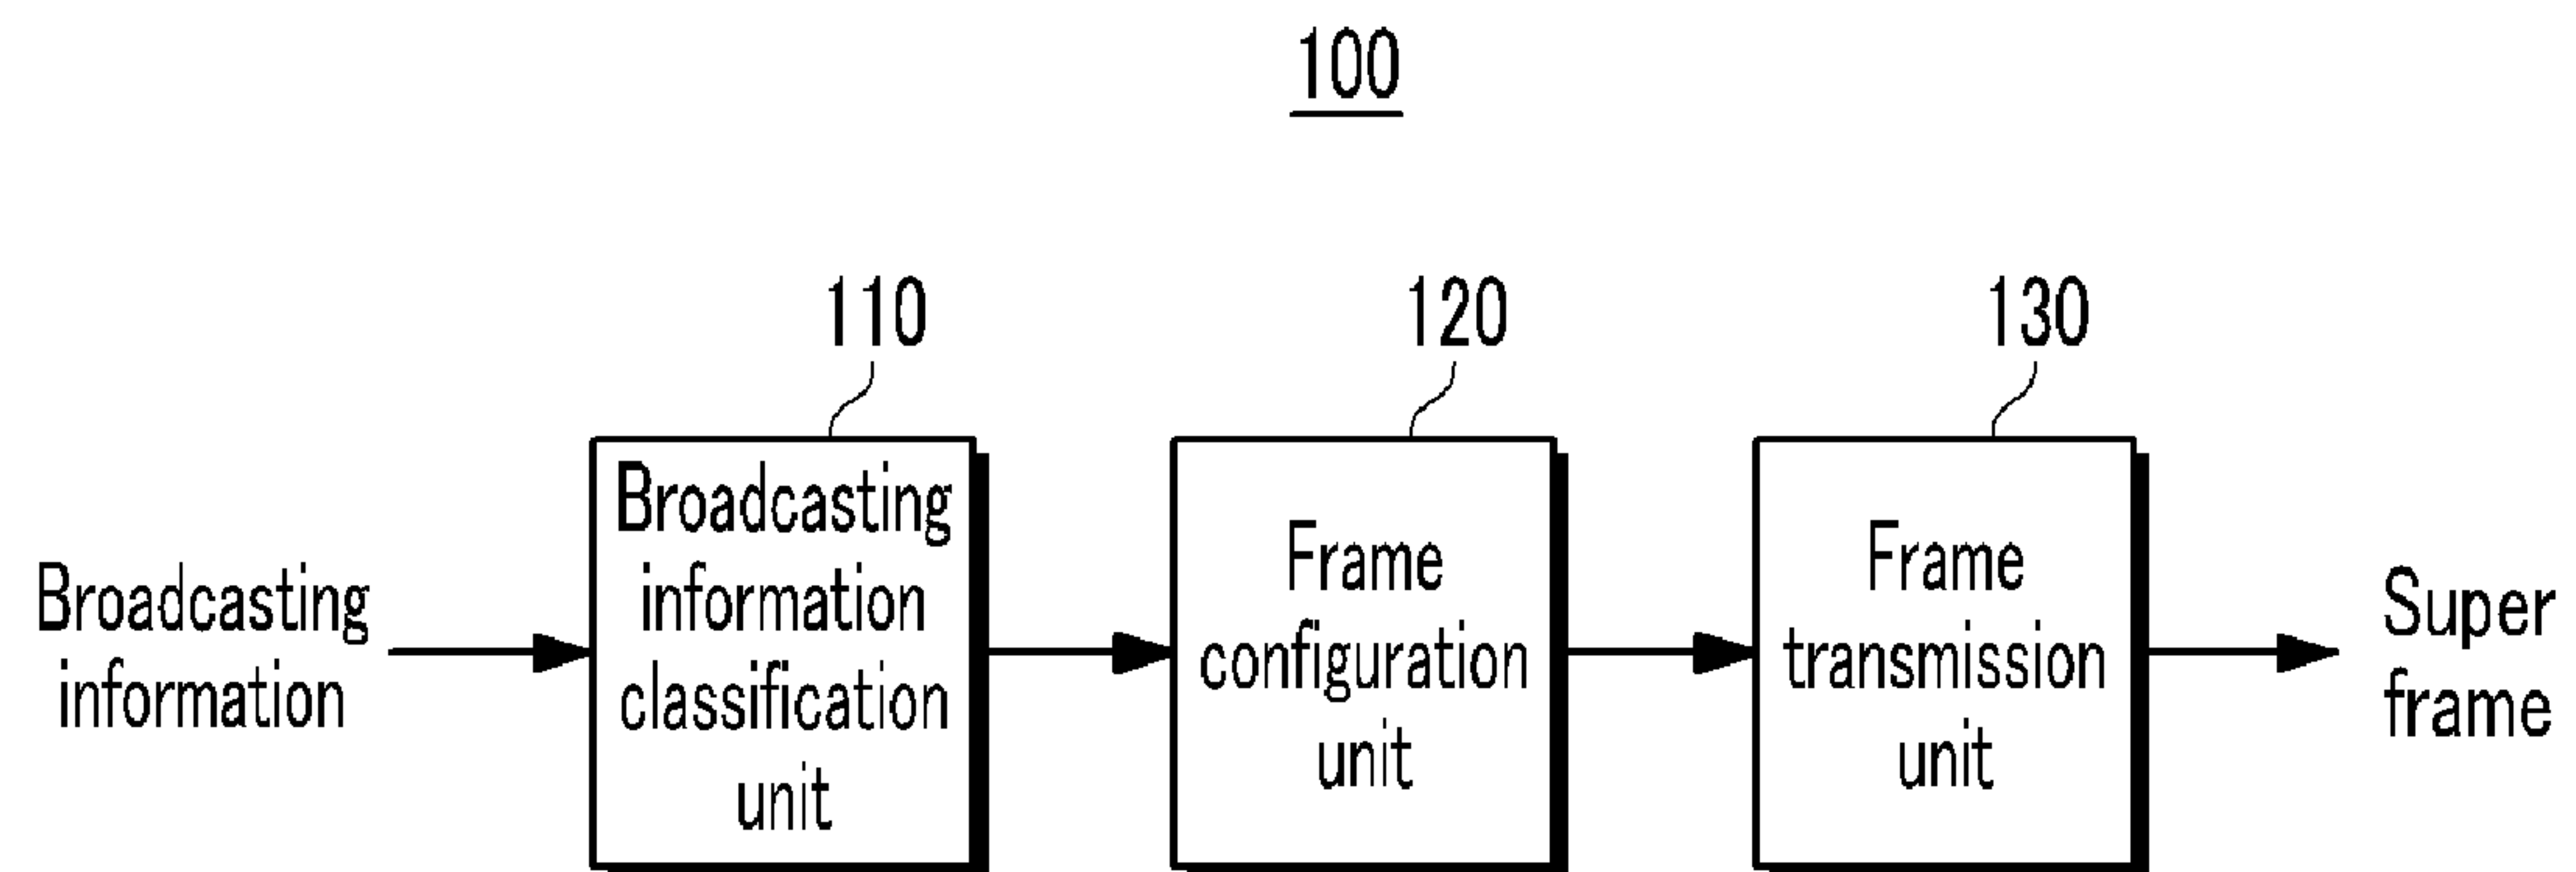 100
110
120
130
Broadcasting
information
Broadcasting
information
classification
unit
Frame
configuration
unit
Frame
transmission
unit
Super
frame